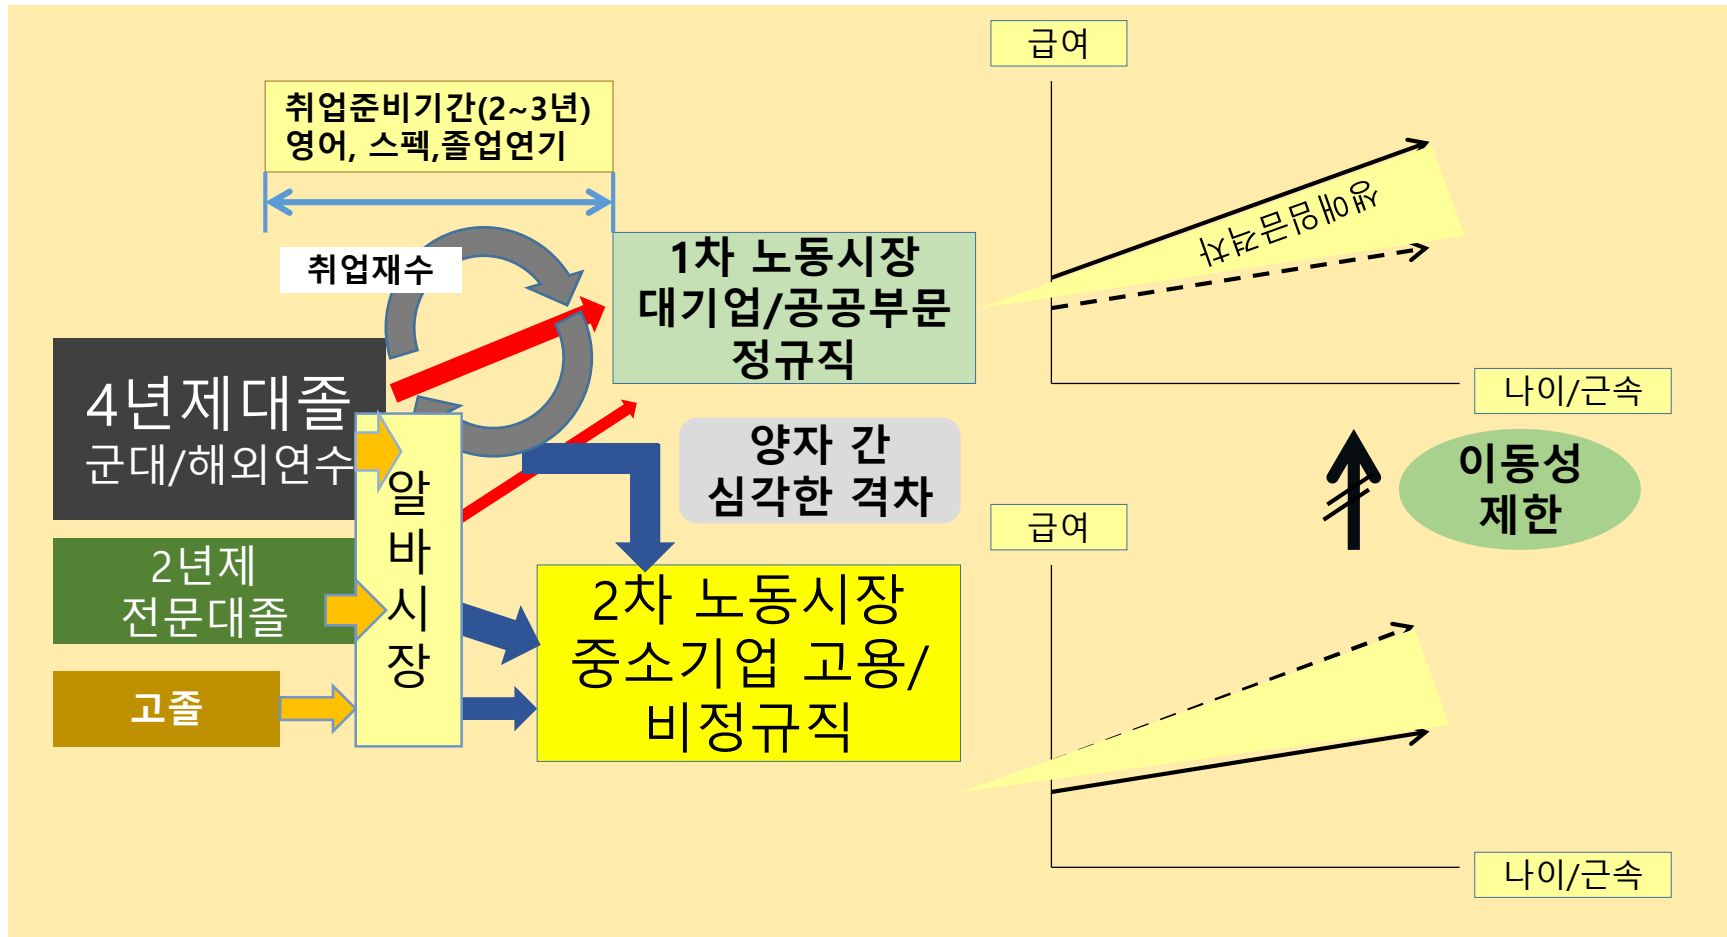 취업준비기간(2~3년)
영어, 스펙,졸업연기
취업재수
4년제대졸
군대/해외연수
2년제
전문대졸
고졸
알
바
시
장
1차 노동시장
대기업/공공부문
정규직
양자 간
심각한 격차
2차 노동시장
중소기업 고용/
비정규직
급여
생애임금격차
나이/근속
이동성
제한
급여
나이/근속